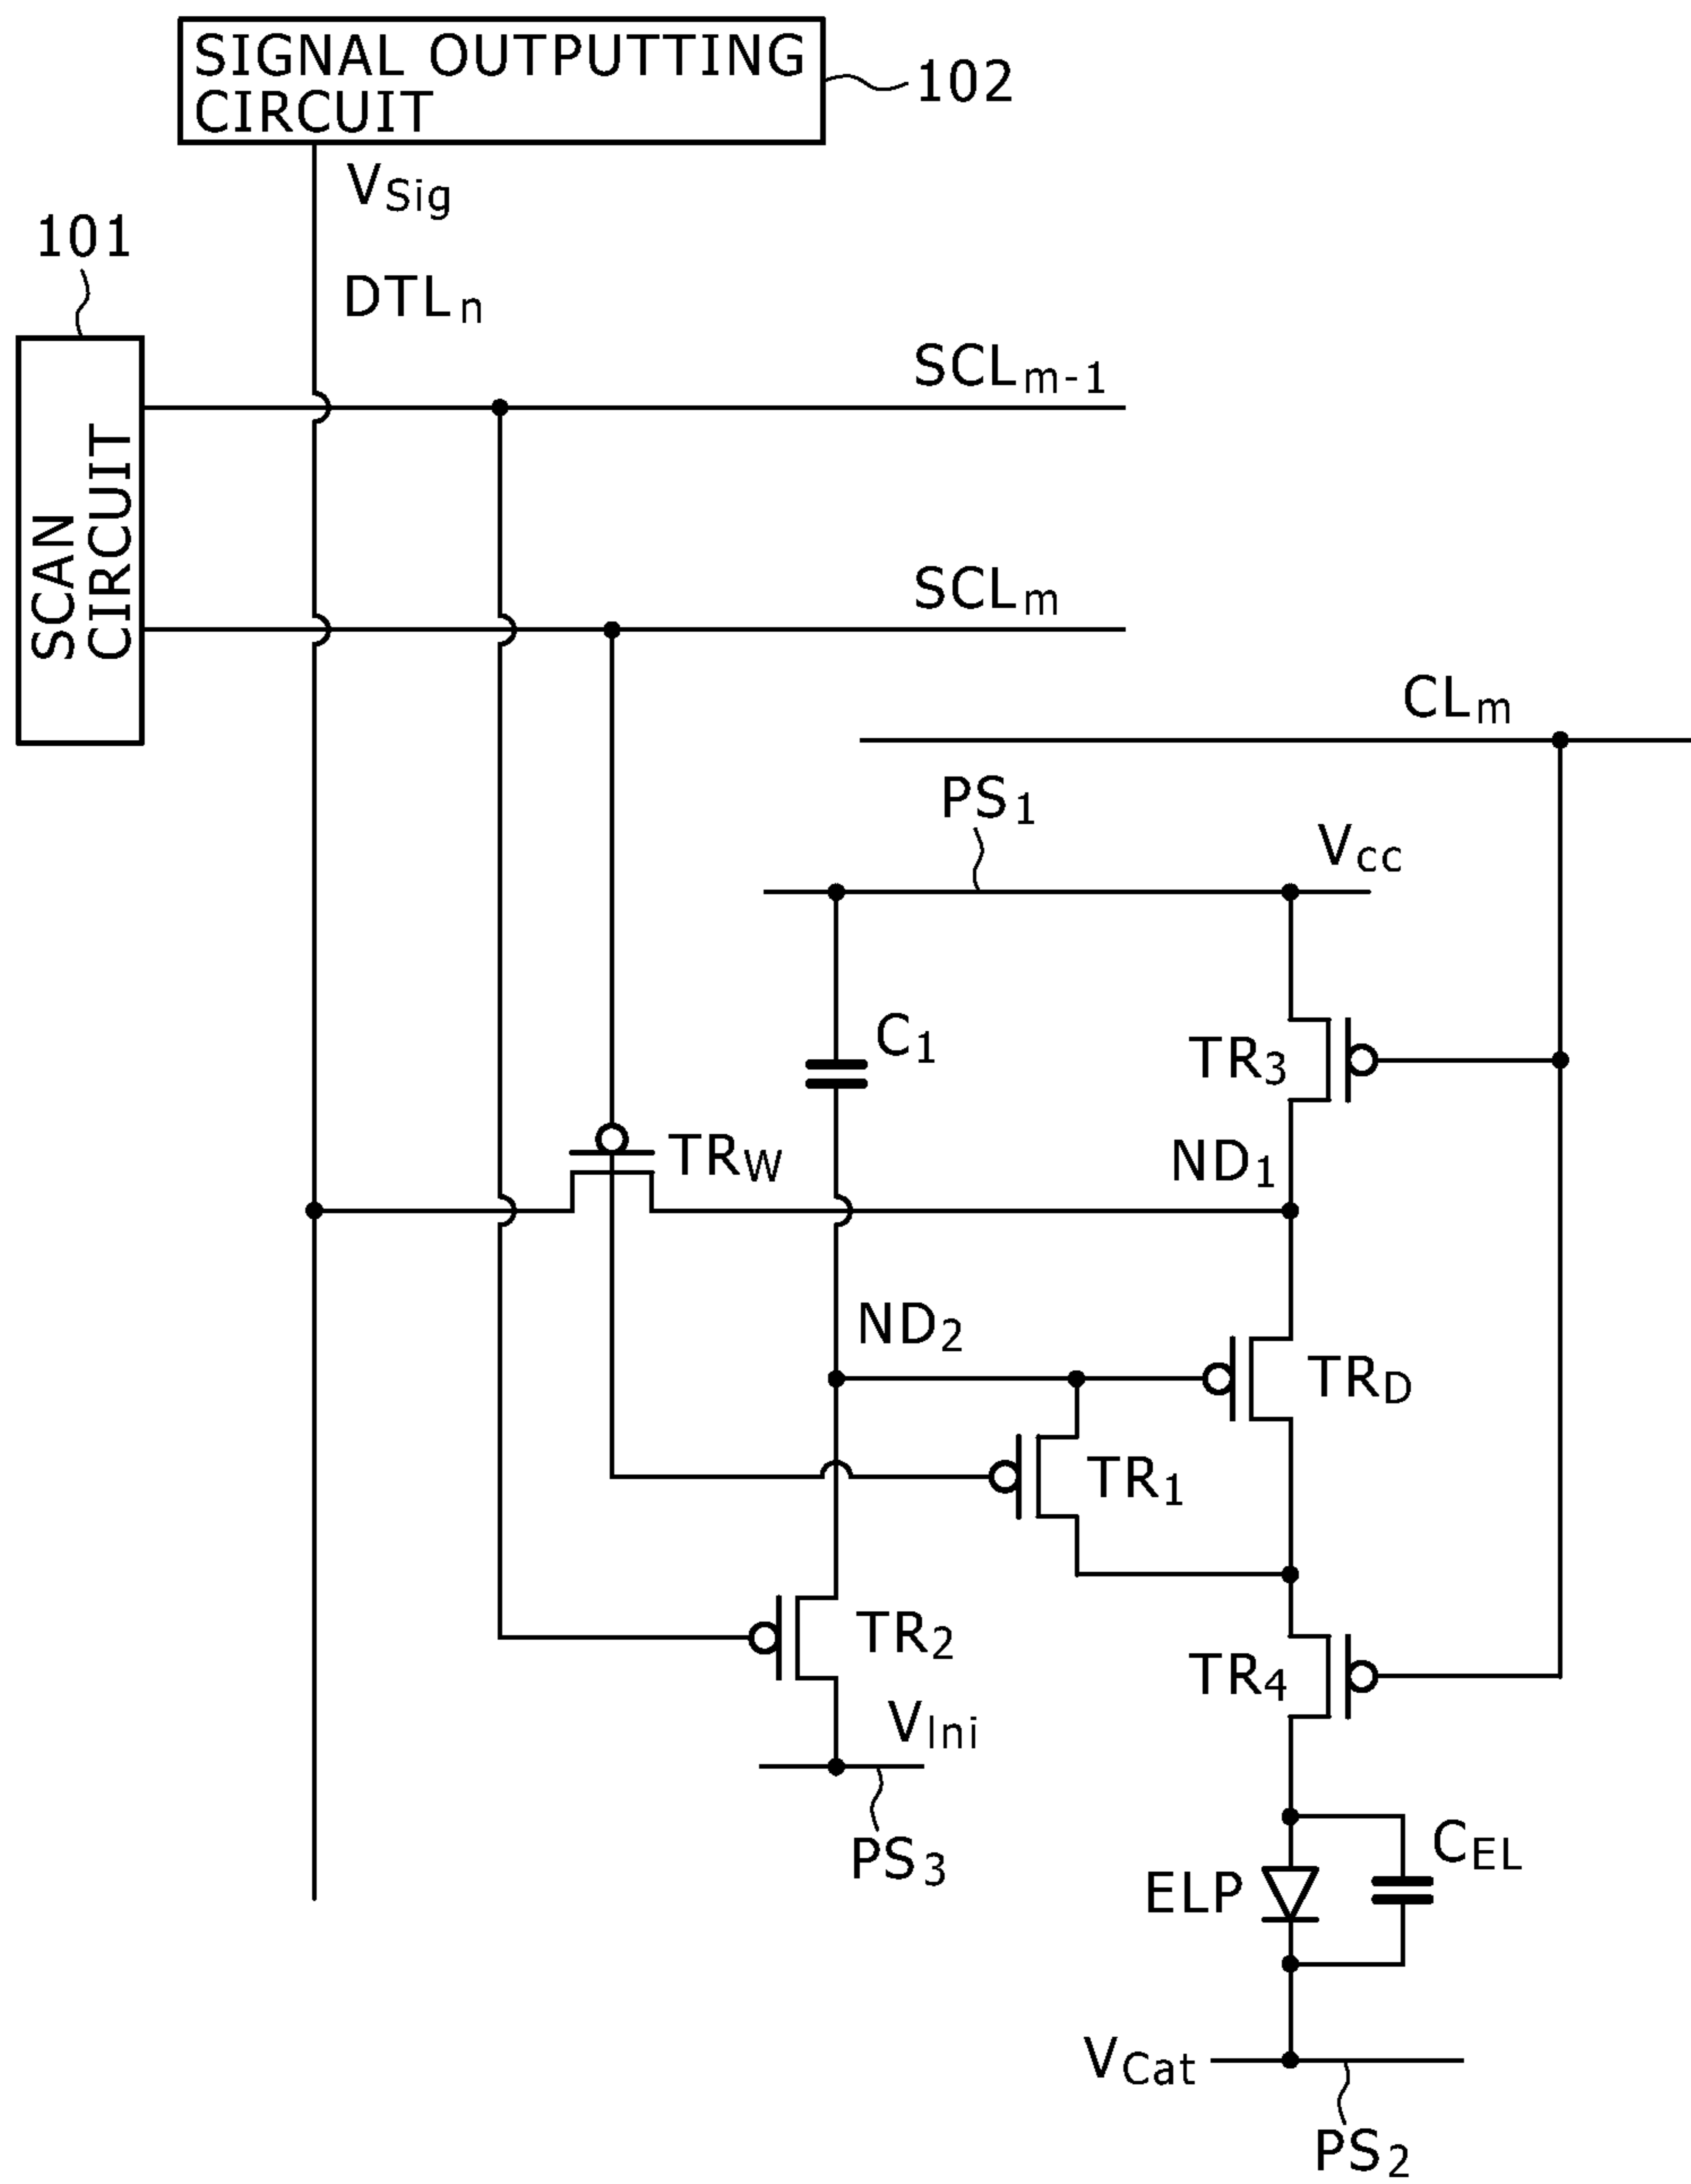 SIGNAL OUTPUTTING
CIRCUIT
102
VSig
101
DTLn
SCLm-1
SCAN
CIRCUIT
SCLm
CLm
PS1
Vcc
C1
TR3
TRW
ND1
ND2
TRD
TR1
TR2
TR4
VIni
PS3
CEL
ELP
VCat
PS2